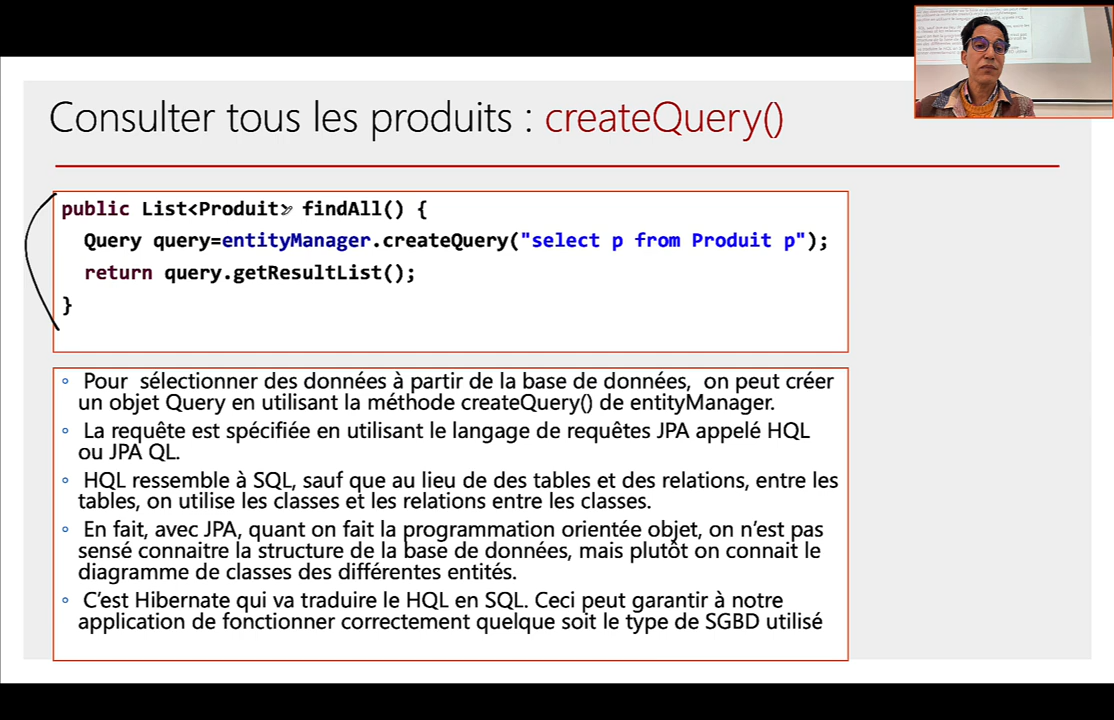 Consulter tous les produits : createQuery()
public List<Produit> findAll() {
Query query=entityManager.createQuery("select p from Produit p");
return query.getResultList();
}
° Pour sélectionner des données à partir de la base de données, on peut créer
un objet Query en utilisant la méthode createQuery() de entityManager.
° La requête est spécifiée en utilisant le langage de requêtes JPA appelé HQL
ou JPA QL.
° HQL ressemble à SQL, sauf que au lieu de des tables et des relations, entre les
tables, on utilise les classes et les relations entre les classes.
° En fait, avec JPA, quant on fait la programmation orientée objet, on n’est pas
sensé connaitre la structure de la base de données, mais plutôt on connait le
diagramme de classes des différentes entités.
° C’est Hibernate qui va traduire le HQL en SQL. Ceci peut garantir à notre
application de fonctionner correctement quelque soit le type de SGBD utilisé